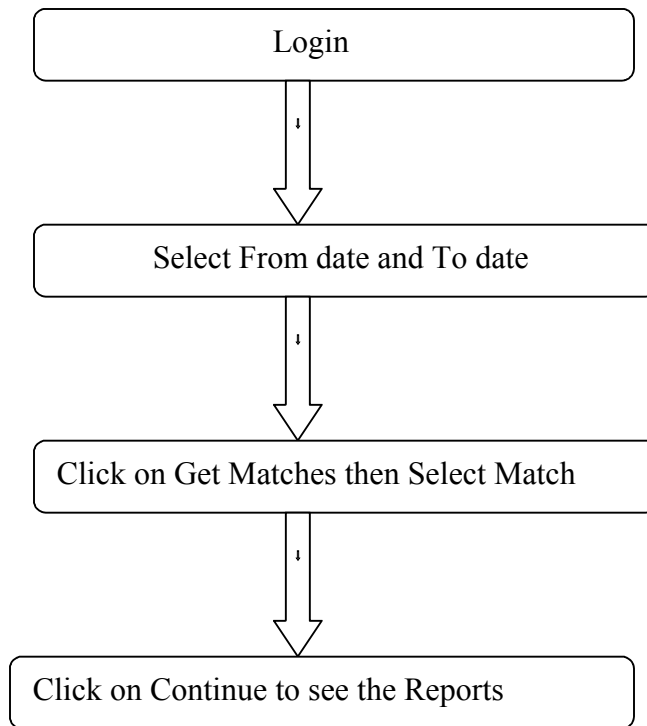 Login
Select From date and To date
Click on Get Matches then Select Match
Click on Continue to see the Reports